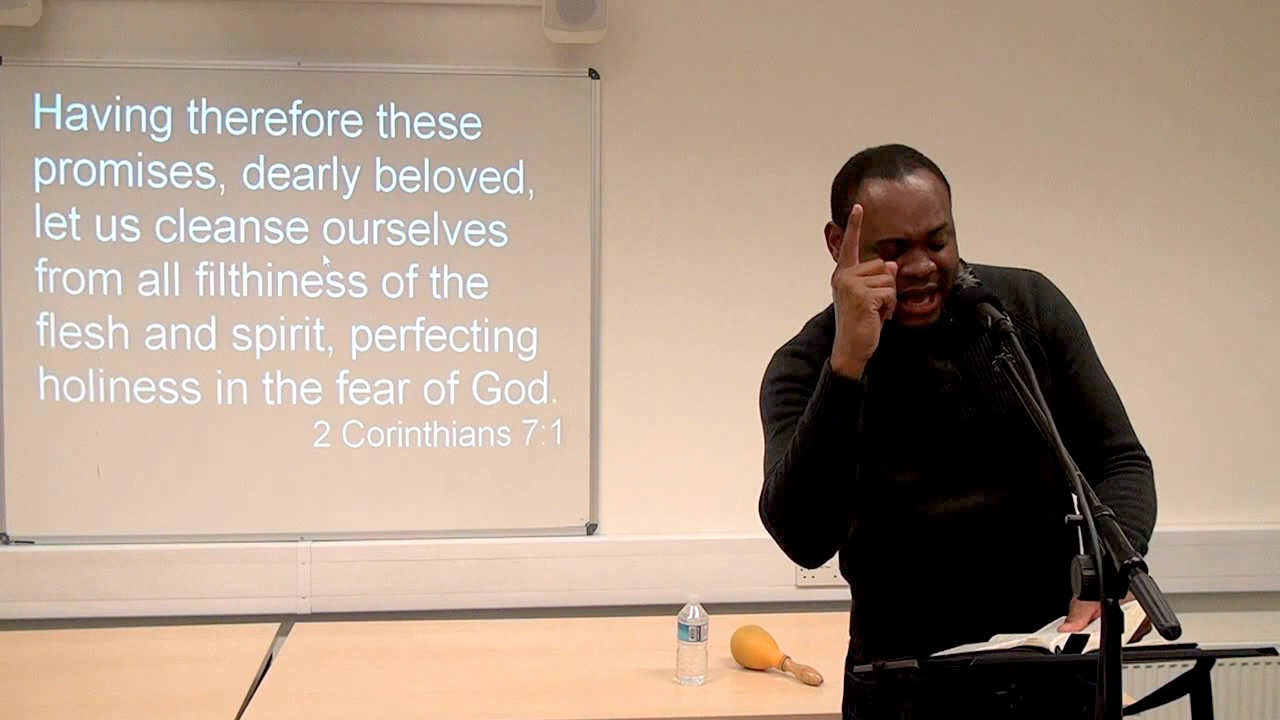 Having therefore these
promises, dearly beloved,
let us cleanse ourselves
from all filthiness of the
flesh and spirit, perfecting
holiness in the fear of God.
2 Corinthians 7:1